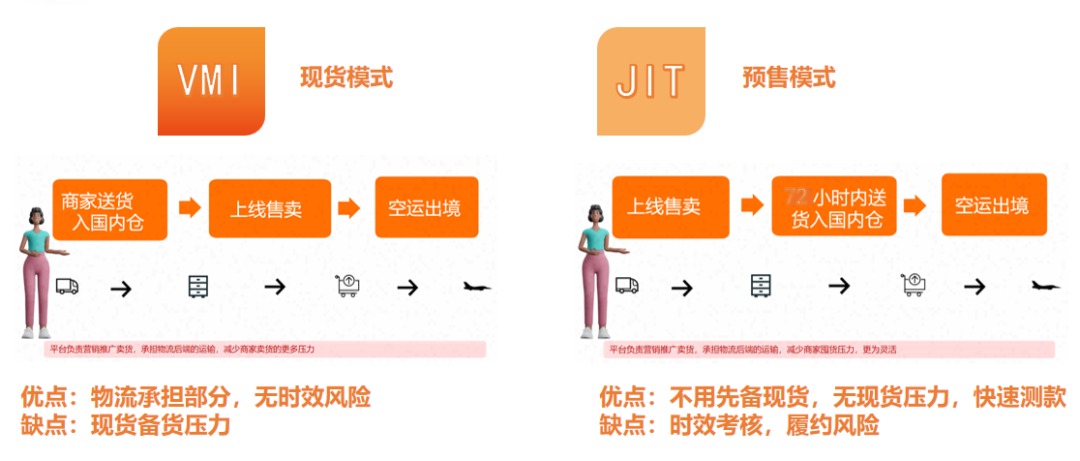 VMI
现货模式
商家送货
入国内仓
上线售卖
空运出境
平台负责营销推广卖货，承担物流后端的运输，减少商家卖货的更多压力
优点：物流承担部分，无时效风险
缺点：现货备货压力
JIT
预售模式
上线售卖
72 小时内送
货入国内仓
空运出境
平台负责营销推广卖货，承担物流后端的运输，减少商家囤货压力，更为灵活
优点：不用先备现货，无现货压力，快速测款
缺点：时效考核，履约风险